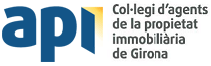 api
Col·legi d'agents
de la propietat
immobiliària
de Girona